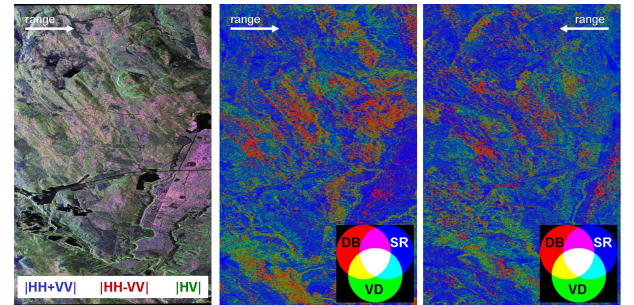 range
|HH+VV| |HH-VV| |HV|
range
DB SR
VD
range
DB SR
VD